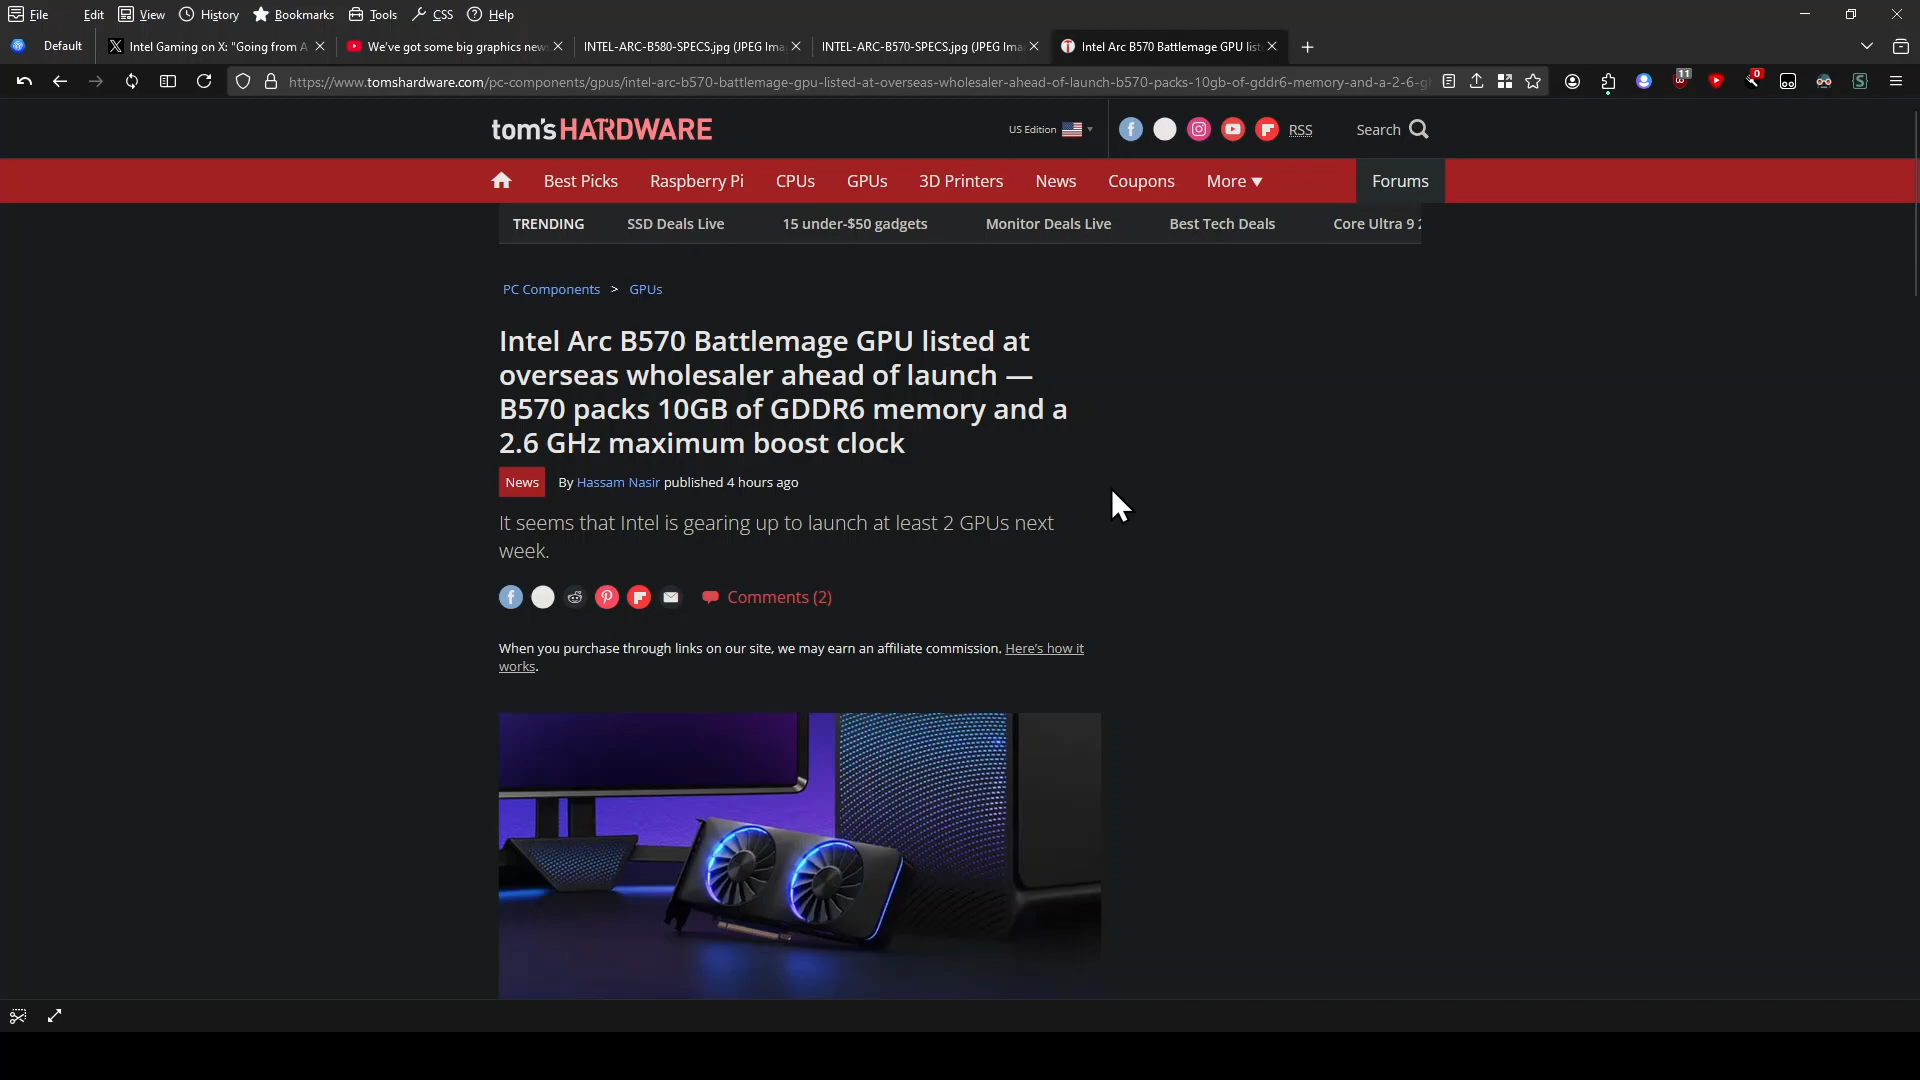 File Edit View History Bookmarks Tools CSS Help
Default Intel Gaming on X: "Going from A We've got some big graphics new INTEL-ARC-B580-SPECS.jpg (JPEG Ima INTEL-ARC-B570-SPECS.jpg (JPEG Ima Intel Arc B570 Battlemage GPU list
https://www.tomshardware.com/pc-components/gpus/intel-arc-b570-battlemage-gpu-listed-at-overseas-wholesaler-ahead-of-launch-b570-packs-10gb-of-gddr6-memory-and-a-2-6-g 11 0
tom's HARDWARE US Edition RSS Search
Best Picks Raspberry Pi CPUs GPUs 3D Printers News Coupons More Forums
TRENDING SSD Deals Live 15 under-$50 gadgets Monitor Deals Live Best Tech Deals Core Ultra 9
PC Components > GPUs
Intel Arc B570 Battlemage GPU listed at
overseas wholesaler ahead of launch —
B570 packs 10GB of GDDR6 memory and a
2.6 GHz maximum boost clock
News By Hassam Nasir published 4 hours ago
It seems that Intel is gearing up to launch at least 2 GPUs next
week.
Comments (2)
When you purchase through links on our site, we may earn an affiliate commission. Here's how it
works.